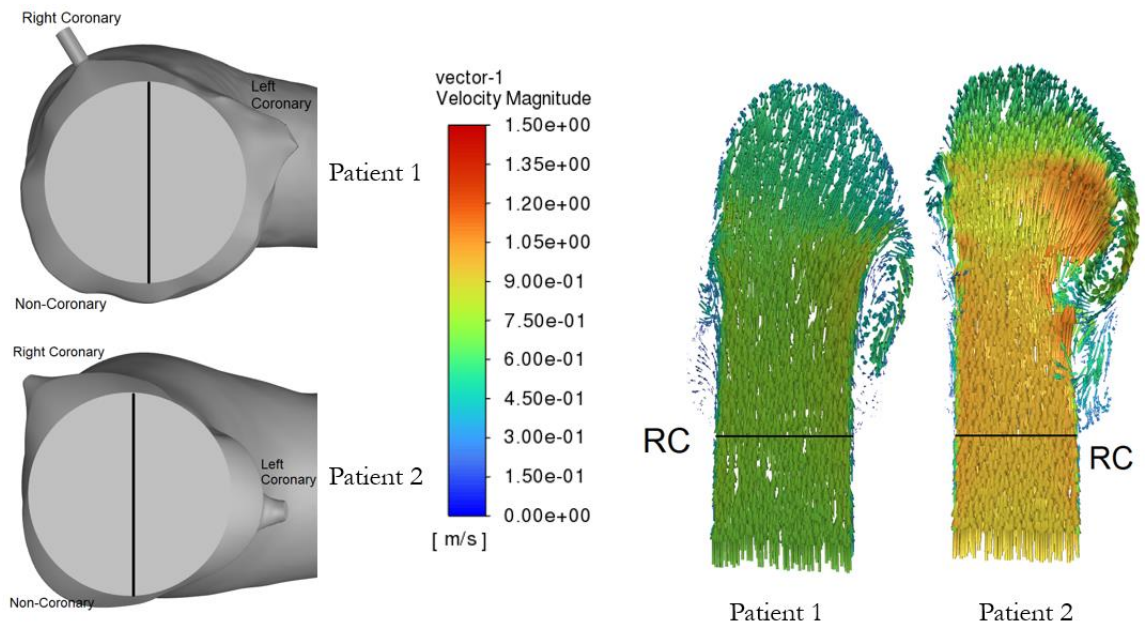 Right Coronary
Left
Coronary
Patient 1
Non-Coronary
Right Coronary
Left
Coronary
Patient 2
Non-Coronary
vector-1
Velocity Magnitude
1.50e+00
1.35e+00
1.20e+00
1.05e+00
9.00e-01
7.50e-01
6.00e-01
4.50e-01
3.00e-01
1.50e-01
0.00e+00
[ m/s ]
RC
RC
Patient 1
Patient 2